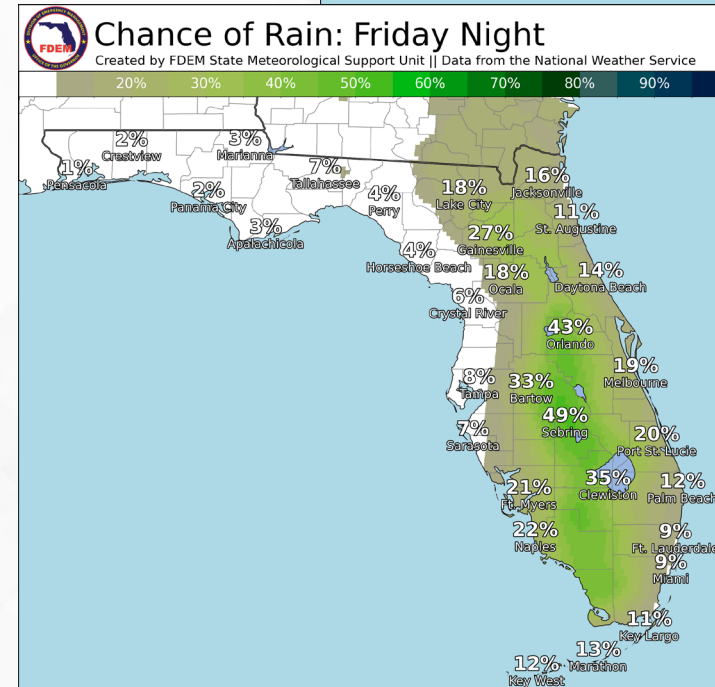 DIVISION OF EMERGENCY MANAGEMENT
FDEM
Chance of Rain: Friday Night
Created by FDEM State Meteorological Support Unit || Data from the National Weather Service
20% 30% 40% 50% 60% 70% 80% 90%
2%
Crestview
3%
Marianna
1%
Pensacola
7%
Tallahassee
2%
Panama City
4%
Perry
3%
Apalachicola
18%
Lake City
16%
Jacksonville
11%
St. Augustine
27%
Gainesville
4%
Horseshoe Beach
18%
Ocala
14%
Daytona Beach
6%
Crystal River
43%
Orlando
8%
Tampa
33%
Bartow
19%
Melbourne
49%
Sebring
7%
Sarasota
20%
Port St. Lucie
35%
Clewiston
12%
Palm Beach
21%
Ft. Myers
22%
Naples
9%
Ft. Lauderdale
9%
Miami
11%
Key Largo
13%
Marathon
12%
Key West